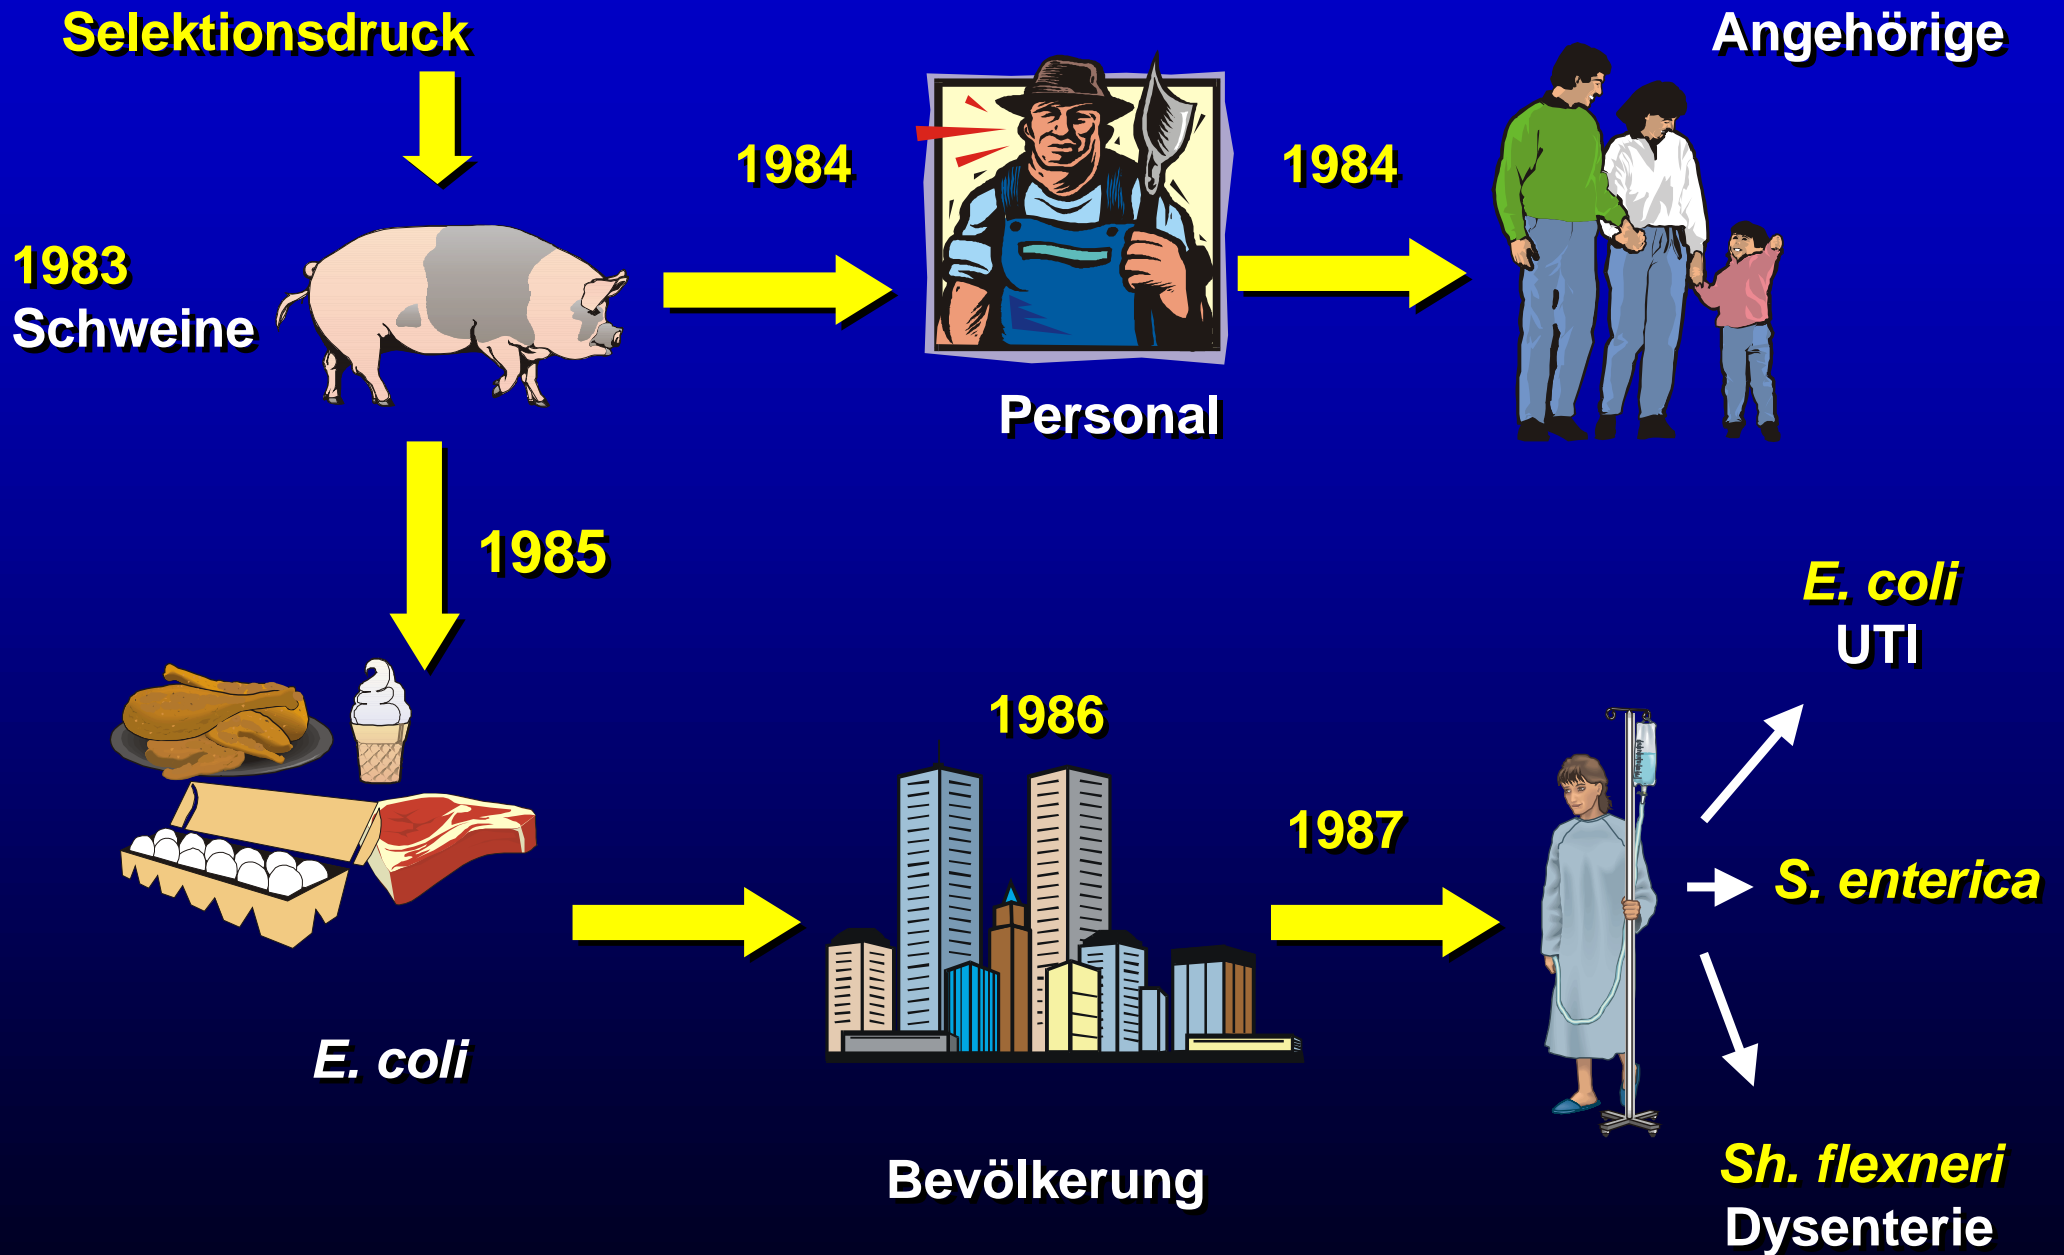 Selektionsdruck
Angehörige
1984
1984
1983
Schweine
Personal
1985
E. coli
UTI
1986
1987
S. enterica
E. coli
Bevölkerung
Sh. flexneri
Dysenterie